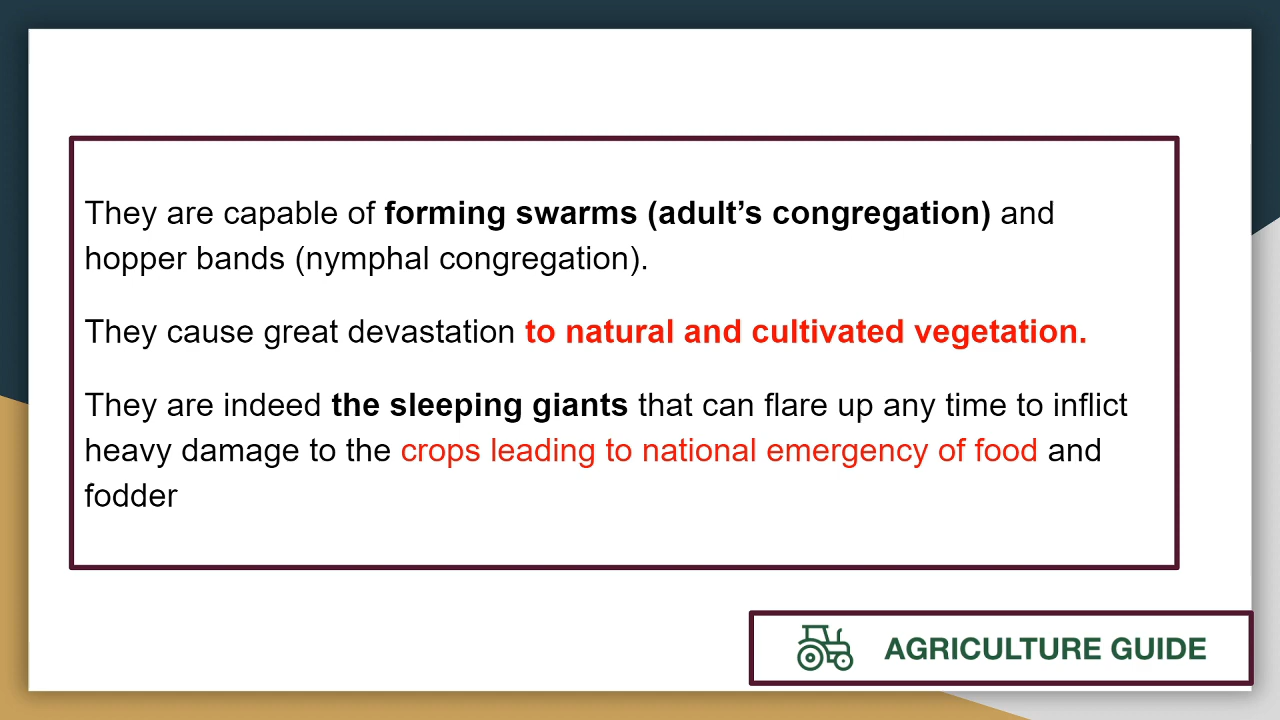 They are capable of forming swarms (adult’s congregation) and
hopper bands (nymphal congregation).
They cause great devastation to natural and cultivated vegetation.
They are indeed the sleeping giants that can flare up any time to inflict
heavy damage to the crops leading to national emergency of food and
fodder
AGRICULTURE GUIDE